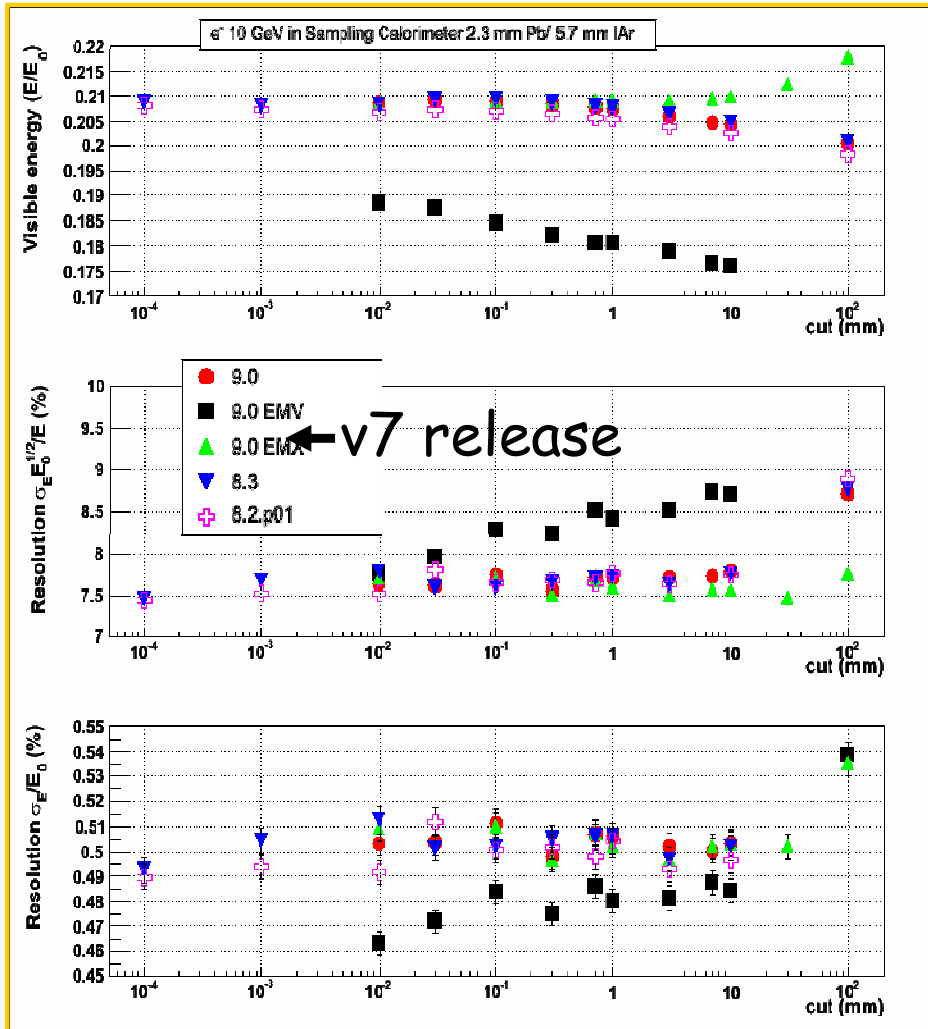 e⁻ 10 GeV in Sampling Calorimeter 2.3 mm Pb/ 5.7 mm lAr
Visible energy (E/E₀)
0.22
0.215
0.21
0.205
0.2
0.195
0.19
0.185
0.18
0.175
0.17
10⁻⁴ 10⁻³ 10⁻² 10⁻¹ 1 10 10²
cut (mm)
Resolution σ_E E₀^1/2/E (%)
10
9.5
9
8.5
8
7.5
7
9.0
9.0 EMV
9.0 EMX
8.3
8.2.p01
v7 release
10⁻⁴ 10⁻³ 10⁻² 10⁻¹ 1 10 10²
cut (mm)
Resolution σ_E/E₀ (%)
0.55
0.54
0.53
0.52
0.51
0.5
0.49
0.48
0.47
0.46
0.45
10⁻⁴ 10⁻³ 10⁻² 10⁻¹ 1 10 10²
cut (mm)